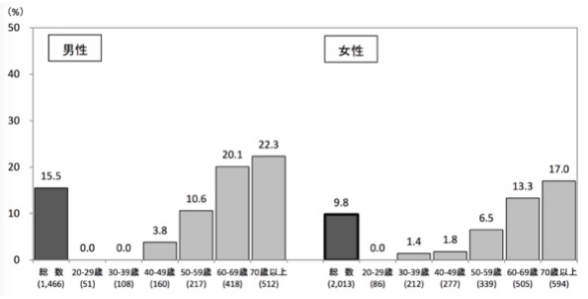 (%)
50
40
30
20
10
0
男性
15.5
0.0
0.0
3.8
10.6
20.1
22.3
総 数
(1,466)
20-29歳
(51)
30-39歳
(108)
40-49歳
(160)
50-59歳
(217)
60-69歳
(418)
70歳以上
(512)
女性
9.8
0.0
1.4
1.8
6.5
13.3
17.0
総 数
(2,013)
20-29歳
(86)
30-39歳
(212)
40-49歳
(277)
50-59歳
(339)
60-69歳
(505)
70歳以上
(594)